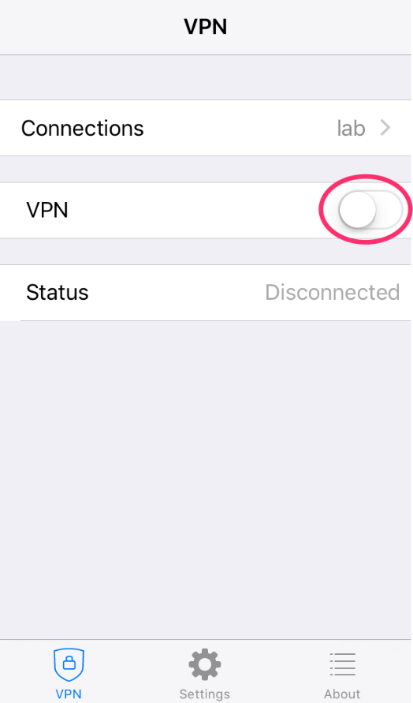 VPN
Connections lab
VPN
Status Disconnected
VPN Settings About